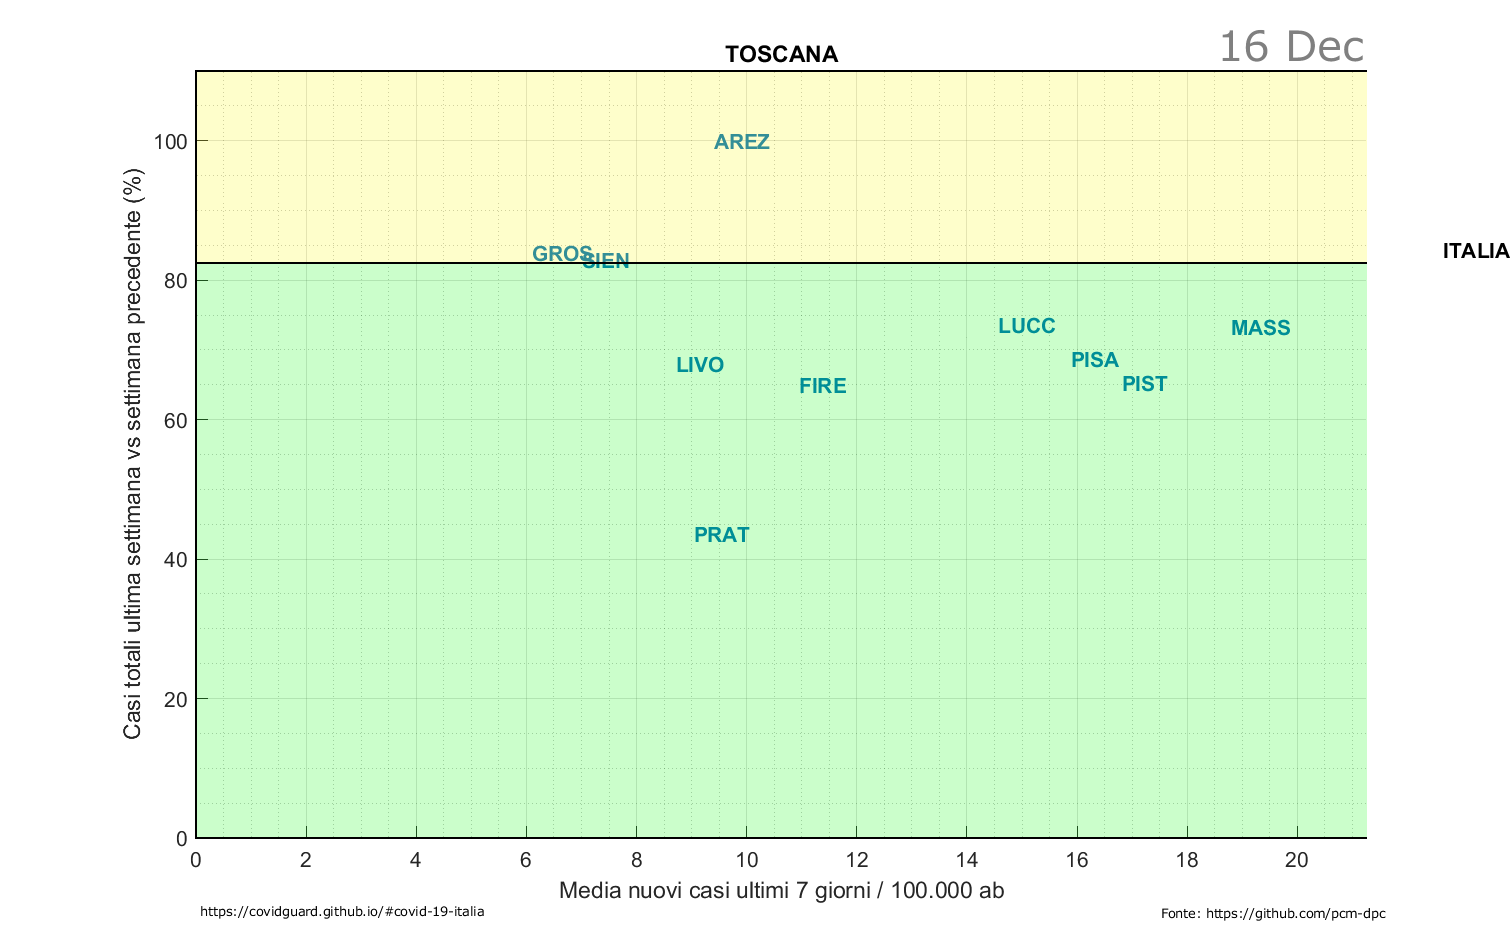 TOSCANA
16 Dec
Casi totali ultima settimana vs settimana precedente (%)
100
80
60
40
20
0
AREZ
GROS
SIEN
ITALIA
LUCC
MASS
PISA
LIVO
PIST
FIRE
PRAT
0 2 4 6 8 10 12 14 16 18 20
Media nuovi casi ultimi 7 giorni / 100.000 ab
https://covidguard.github.io/#covid-19-italia
Fonte: https://github.com/pcm-dpc